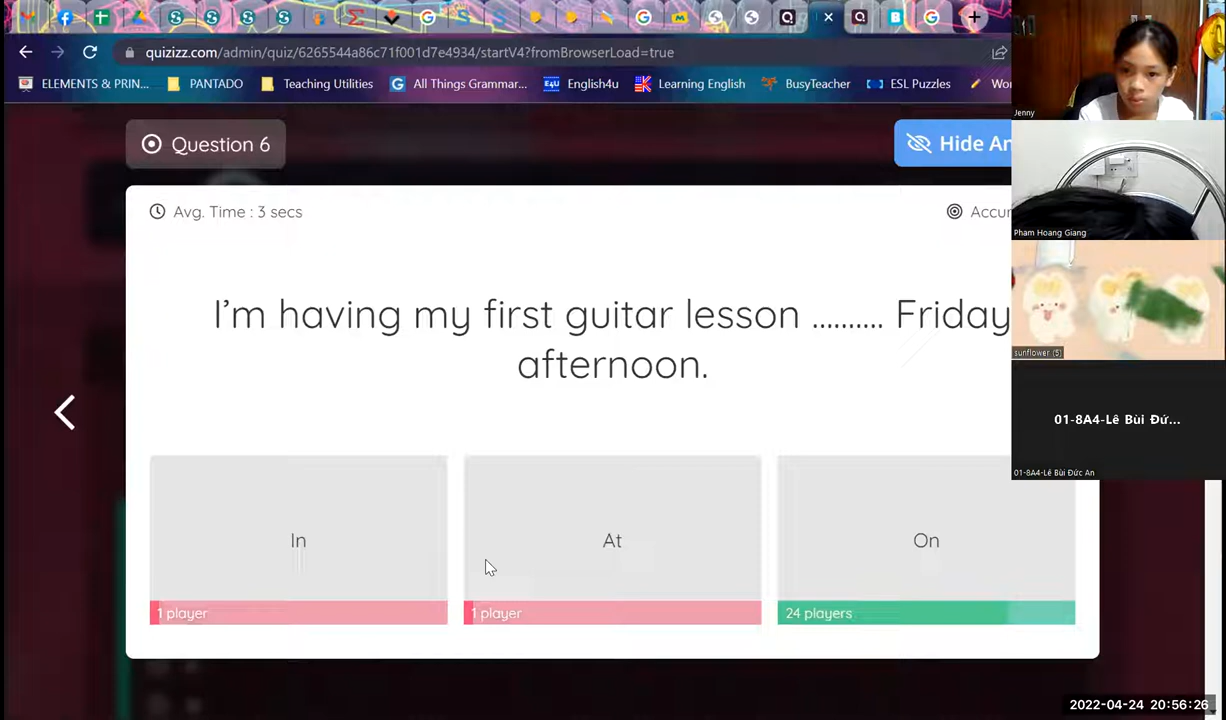 quizizz.com/admin/quiz/6265544a86c71f001d7e4934/startV4?fromBrowserLoad=true
ELEMENTS & PRIN... PANTADO Teaching Utilities All Things Grammar... English4u Learning English BusyTeacher ESL Puzzles Wo
Jenny
Question 6
Hide An
Avg. Time : 3 secs
Accu
Pham Hoang Giang
I'm having my first guitar lesson .......... Friday
afternoon.
sunflower (5)
01-8A4-Lê Bùi Đứ...
01-8A4-Lê Bùi Đức An
In
At
On
1 player
1 player
24 players
2022-04-24 20:56:26